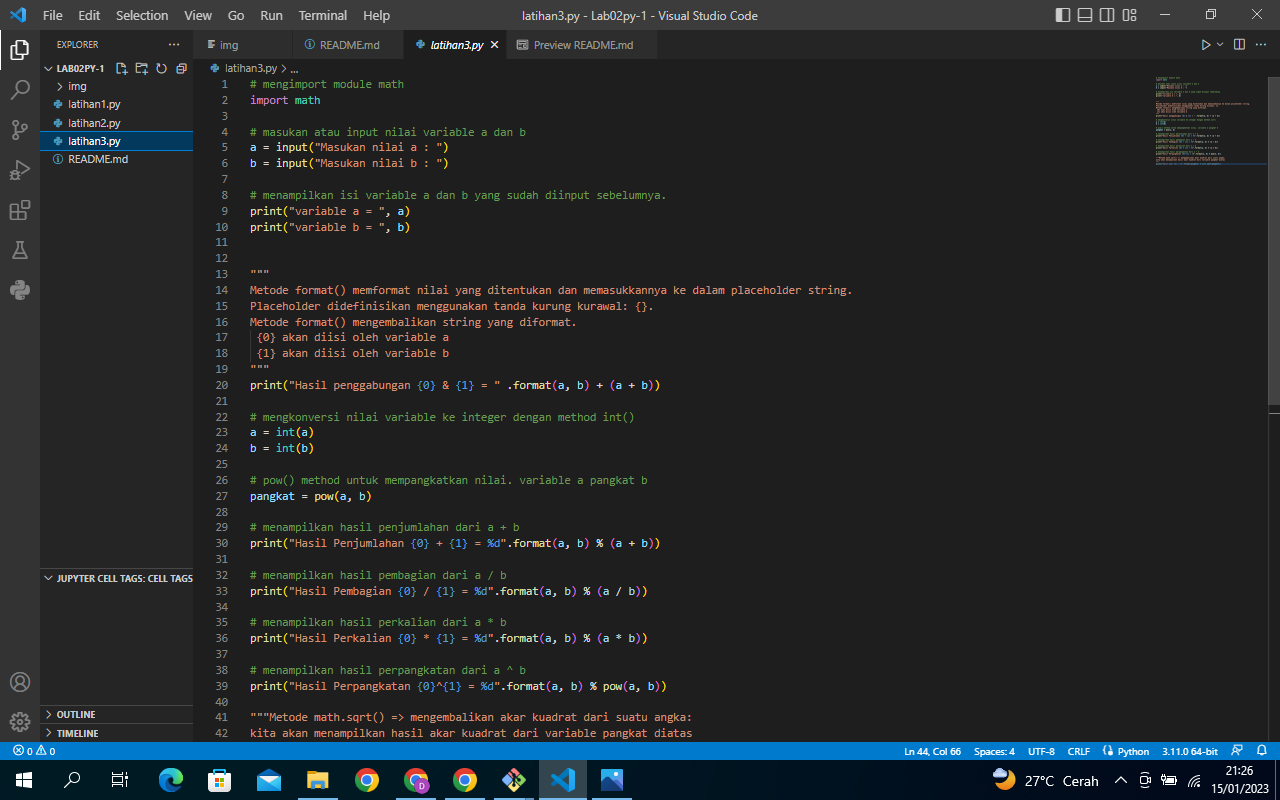 File Edit Selection View Go Run Terminal Help
latihan3.py - Lab02py-1 - Visual Studio Code
EXPLORER
LAB02PY-1
img
latihan1.py
latihan2.py
latihan3.py
README.md
JUPYTER CELL TAGS: CELL TAGS
OUTLINE
TIMELINE
img
README.md
latihan3.py
Preview README.md
latihan3.py > ...
1 # mengimport module math
2 import math
3
4 # masukan atau input nilai variable a dan b
5 a = input("Masukan nilai a : ")
6 b = input("Masukan nilai b : ")
7
8 # menampilkan isi variable a dan b yang sudah diinput sebelumnya.
9 print("variable a = ", a)
10 print("variable b = ", b)
11
12
13 """
14 Metode format() memformat nilai yang ditentukan dan memasukkannya ke dalam placeholder string.
15 Placeholder didefinisikan menggunakan tanda kurung kurawal: {}.
16 Metode format() mengembalikan string yang diformat.
17 {0} akan diisi oleh variable a
18 {1} akan diisi oleh variable b
19 """
20 print("Hasil penggabungan {0} & {1} = " .format(a, b) + (a + b))
21
22 # mengkonversi nilai variable ke integer dengan method int()
23 a = int(a)
24 b = int(b)
25
26 # pow() method untuk mempangkatkan nilai. variable a pangkat b
27 pangkat = pow(a, b)
28
29 # menampilkan hasil penjumlahan dari a + b
30 print("Hasil Penjumlahan {0} + {1} = %d".format(a, b) % (a + b))
31
32 # menampilkan hasil pembagian dari a / b
33 print("Hasil Pembagian {0} / {1} = %d".format(a, b) % (a / b))
34
35 # menampilkan hasil perkalian dari a * b
36 print("Hasil Perkalian {0} * {1} = %d".format(a, b) % (a * b))
37
38 # menampilkan hasil perpangkatan dari a ^ b
39 print("Hasil Perpangkatan {0}^{1} = %d".format(a, b) % pow(a, b))
40
41 """Metode math.sqrt() => mengembalikan akar kuadrat dari suatu angka:
42 kita akan menampilkan hasil akar kuadrat dari variable pangkat diatas
0 0 Ln 44, Col 66 Spaces: 4 UTF-8 CRLF Python 3.11.0 64-bit
D
27°C Cerah
21:26
15/01/2023